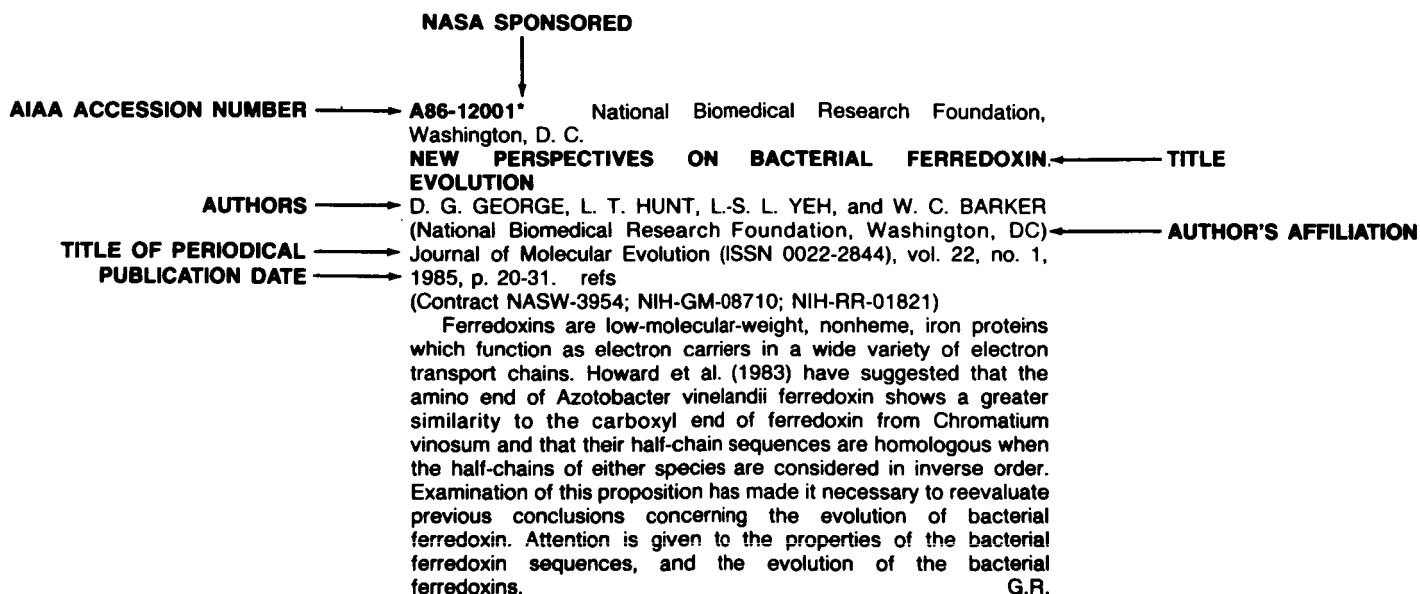 NASA SPONSORED
AIAA ACCESSION NUMBER
A86-12001* National Biomedical Research Foundation,
Washington, D. C.
NEW PERSPECTIVES ON BACTERIAL FERREDOXIN
TITLE
EVOLUTION
AUTHORS
D. G. GEORGE, L. T. HUNT, L.-S. L. YEH, and W. C. BARKER
(National Biomedical Research Foundation, Washington, DC)
AUTHOR'S AFFILIATION
TITLE OF PERIODICAL
Journal of Molecular Evolution (ISSN 0022-2844), vol. 22, no. 1,
PUBLICATION DATE
1985, p. 20-31. refs
(Contract NASW-3954; NIH-GM-08710; NIH-RR-01821)
Ferredoxins are low-molecular-weight, nonheme, iron proteins
which function as electron carriers in a wide variety of electron
transport chains. Howard et al. (1983) have suggested that the
amino end of Azotobacter vinelandii ferredoxin shows a greater
similarity to the carboxyl end of ferredoxin from Chromatium
vinosum and that their half-chain sequences are homologous when
the half-chains of either species are considered in inverse order.
Examination of this proposition has made it necessary to reevaluate
previous conclusions concerning the evolution of bacterial
ferredoxin. Attention is given to the properties of the bacterial
ferredoxin sequences, and the evolution of the bacterial
ferredoxins. G.R.